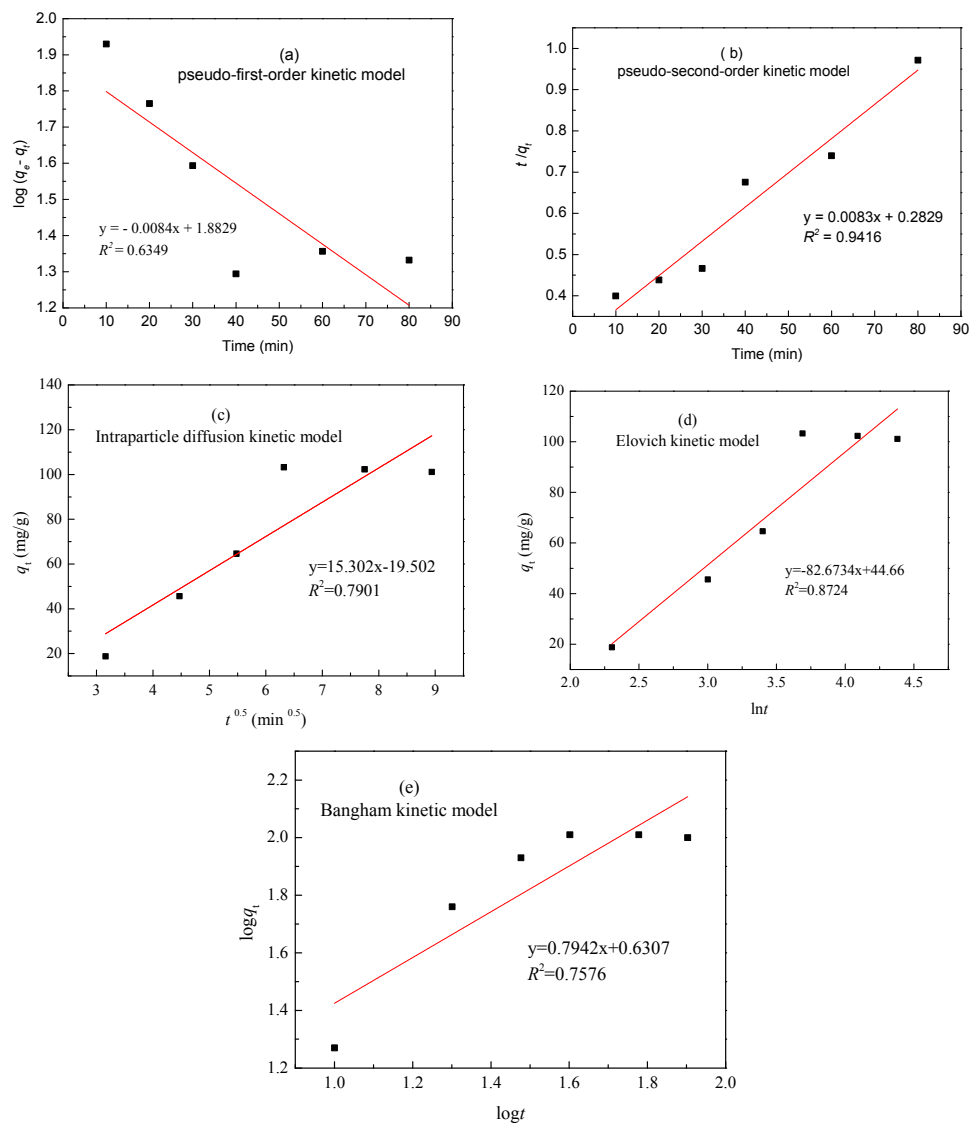 (a)
pseudo-first-order kinetic model
log (qe- qt)
2.0
1.9
1.8
1.7
1.6
1.5
1.4
1.3
1.2
y = - 0.0084x + 1.8829
R2 = 0.6349
0 10 20 30 40 50 60 70 80 90
Time (min)
( b)
pseudo-second-order kinetic model
t /qt
1.0
0.9
0.8
0.7
0.6
0.5
0.4
y = 0.0083x + 0.2829
R2 = 0.9416
0 10 20 30 40 50 60 70 80 90
Time (min)
(c)
Intraparticle diffusion kinetic model
qt (mg/g)
140
120
100
80
60
40
20
y=15.302x-19.502
R2=0.7901
3 4 5 6 7 8 9
t 0.5 (min 0.5)
(d)
Elovich kinetic model
qt (mg/g)
120
100
80
60
40
20
y=-82.6734x+44.66
R2=0.8724
2.0 2.5 3.0 3.5 4.0 4.5
lnt
(e)
Bangham kinetic model
logqt
2.2
2.0
1.8
1.6
1.4
1.2
y=0.7942x+0.6307
R2=0.7576
1.0 1.2 1.4 1.6 1.8 2.0
logt